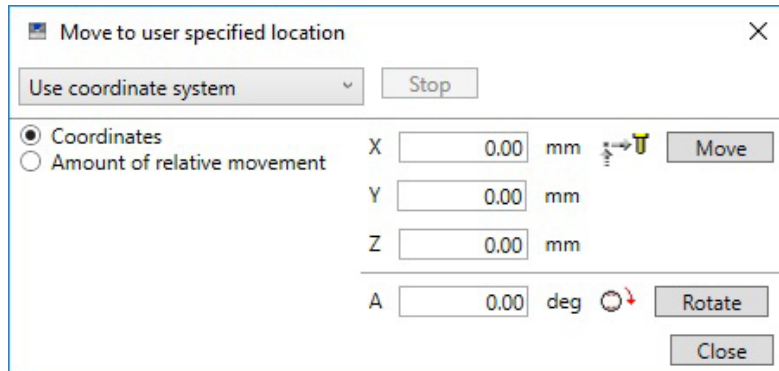 Move to user specified location
Use coordinate system
Stop
Coordinates
Amount of relative movement
X 0.00 mm Move
Y 0.00 mm
Z 0.00 mm
A 0.00 deg Rotate
Close